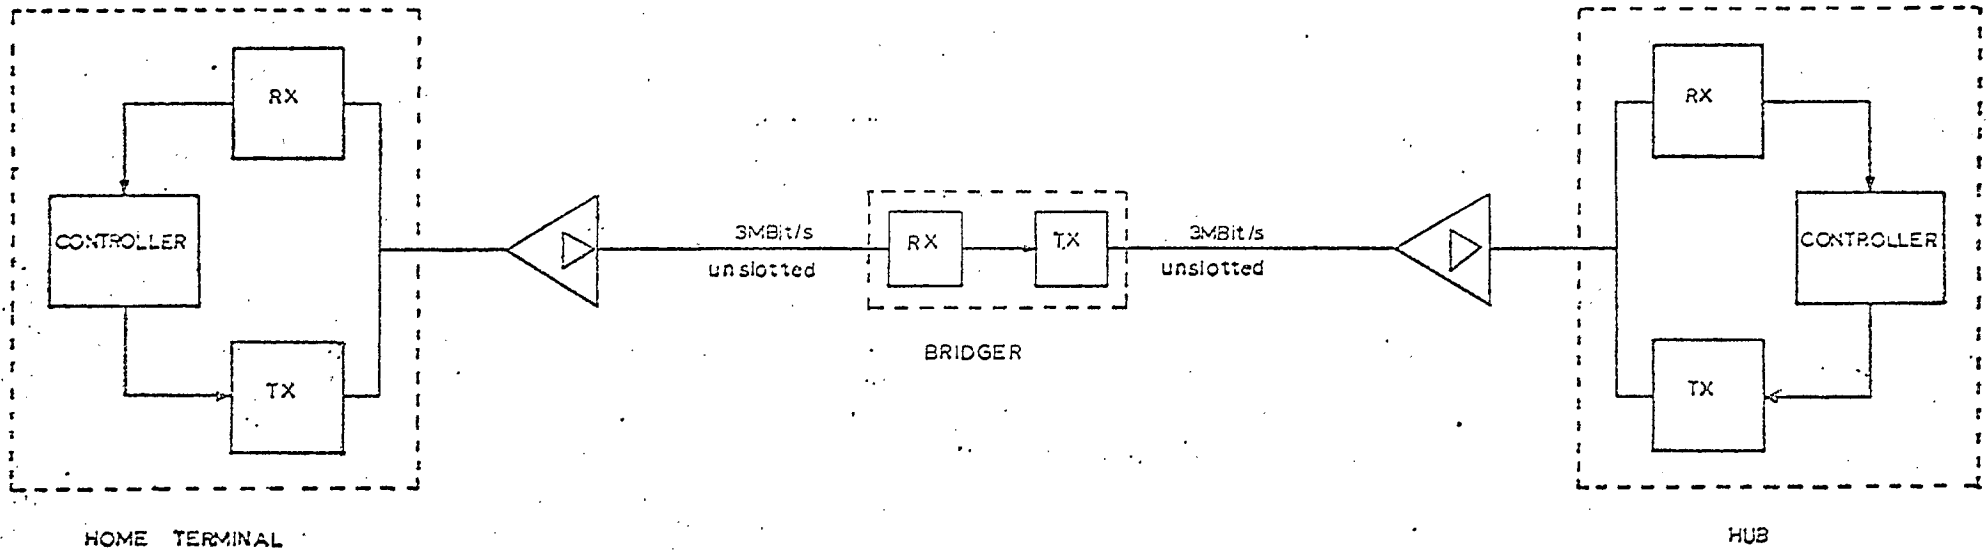 RX
CONTROLLER
TX
HOME TERMINAL
3MBit/s
unslotted
RX
TX
BRIDGER
3MBit/s
unslotted
RX
CONTROLLER
TX
HUB